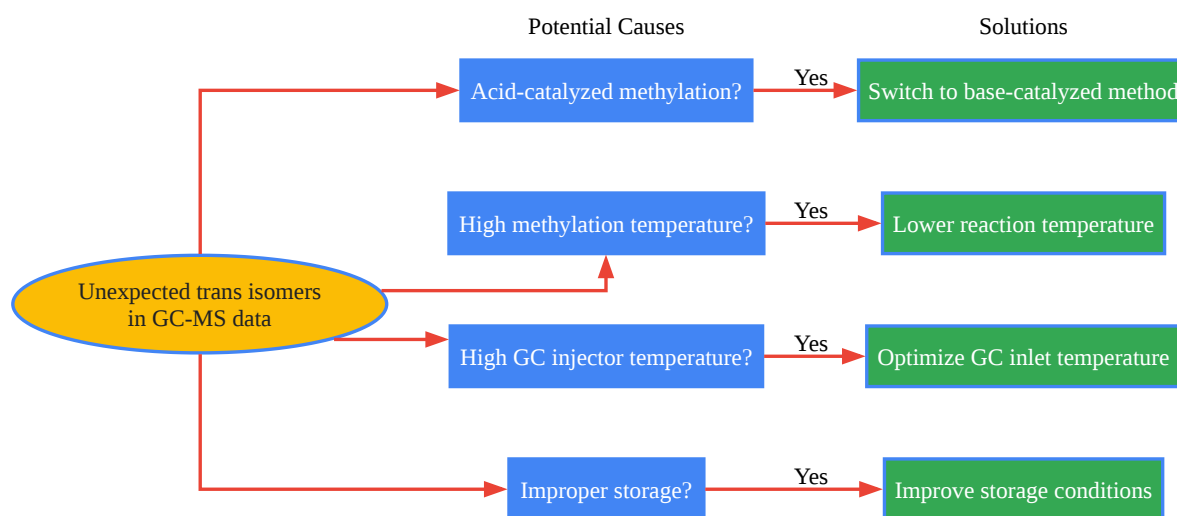 Potential Causes
Solutions
Acid-catalyzed methylation?
Yes
Switch to base-catalyzed method
High methylation temperature?
Yes
Lower reaction temperature
Unexpected trans isomers
in GC-MS data
High GC injector temperature?
Yes
Optimize GC inlet temperature
Improper storage?
Yes
Improve storage conditions